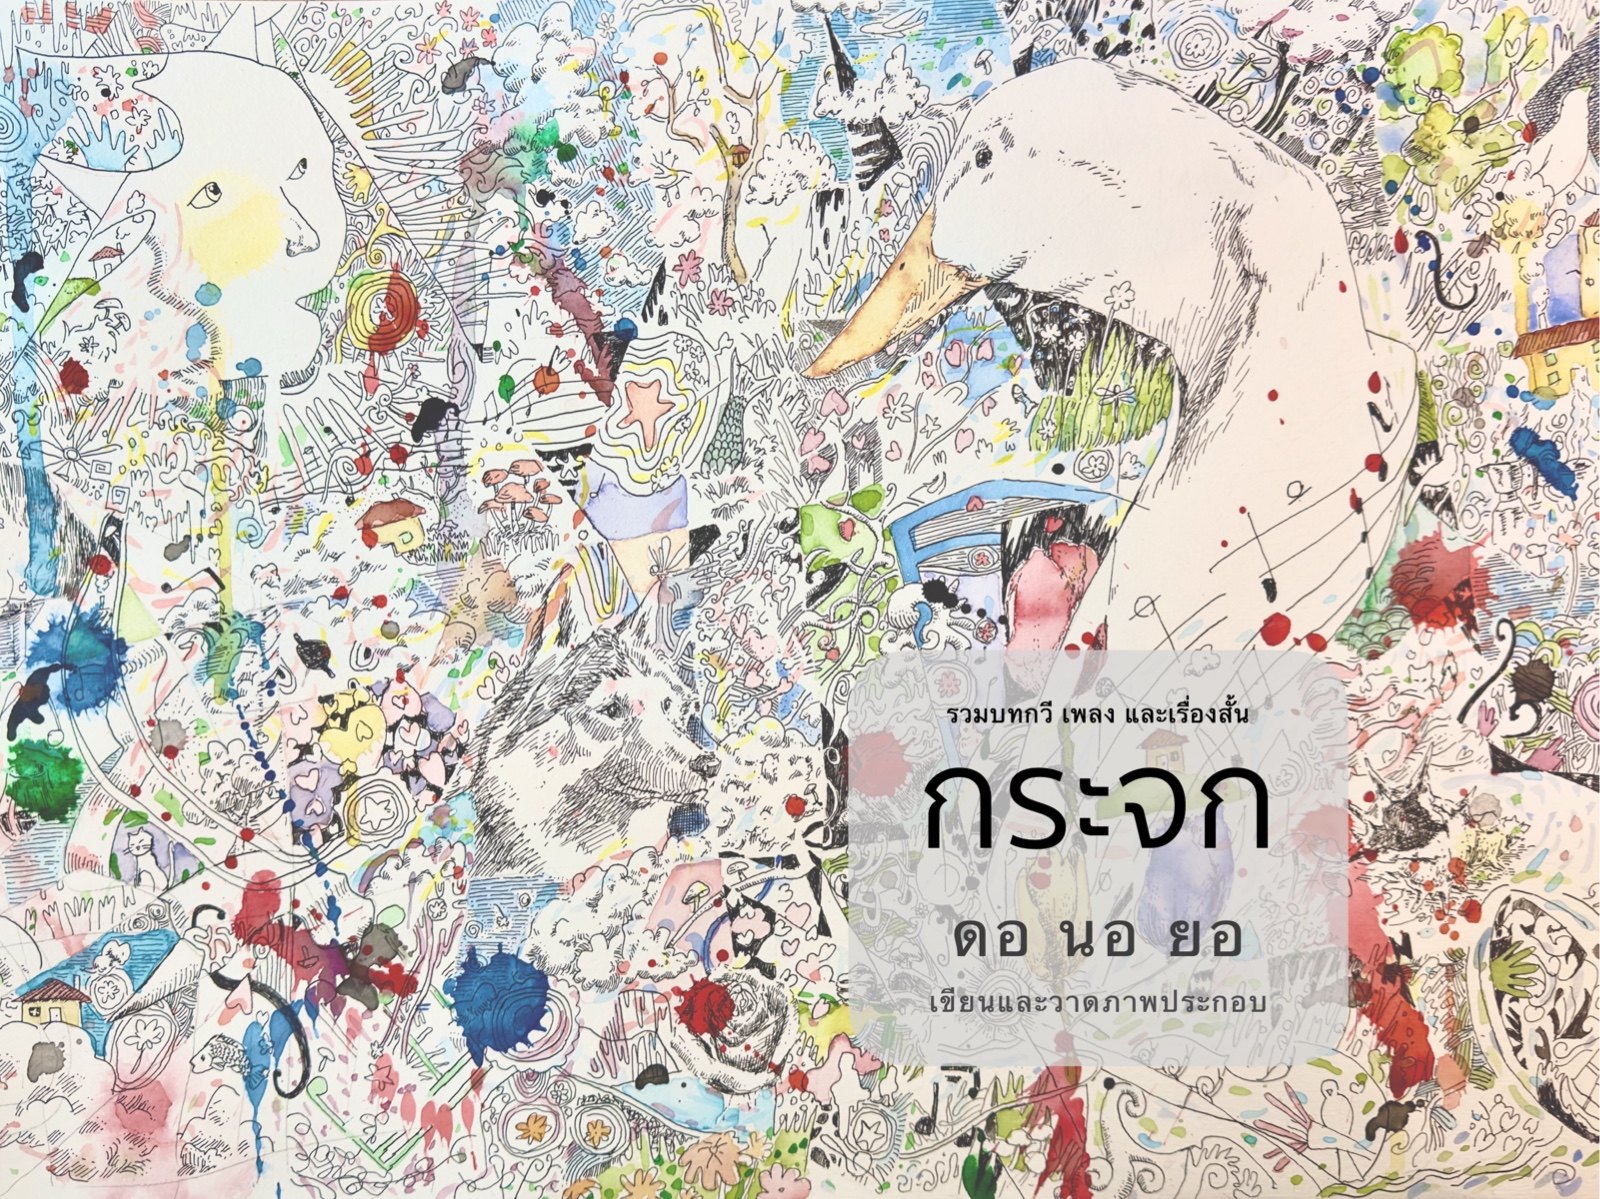 รวมบทกวี เพลง และเรื่องสั้น
กระจก
ดอ นอ ยอ
เขียนและวาดภาพประกอบ